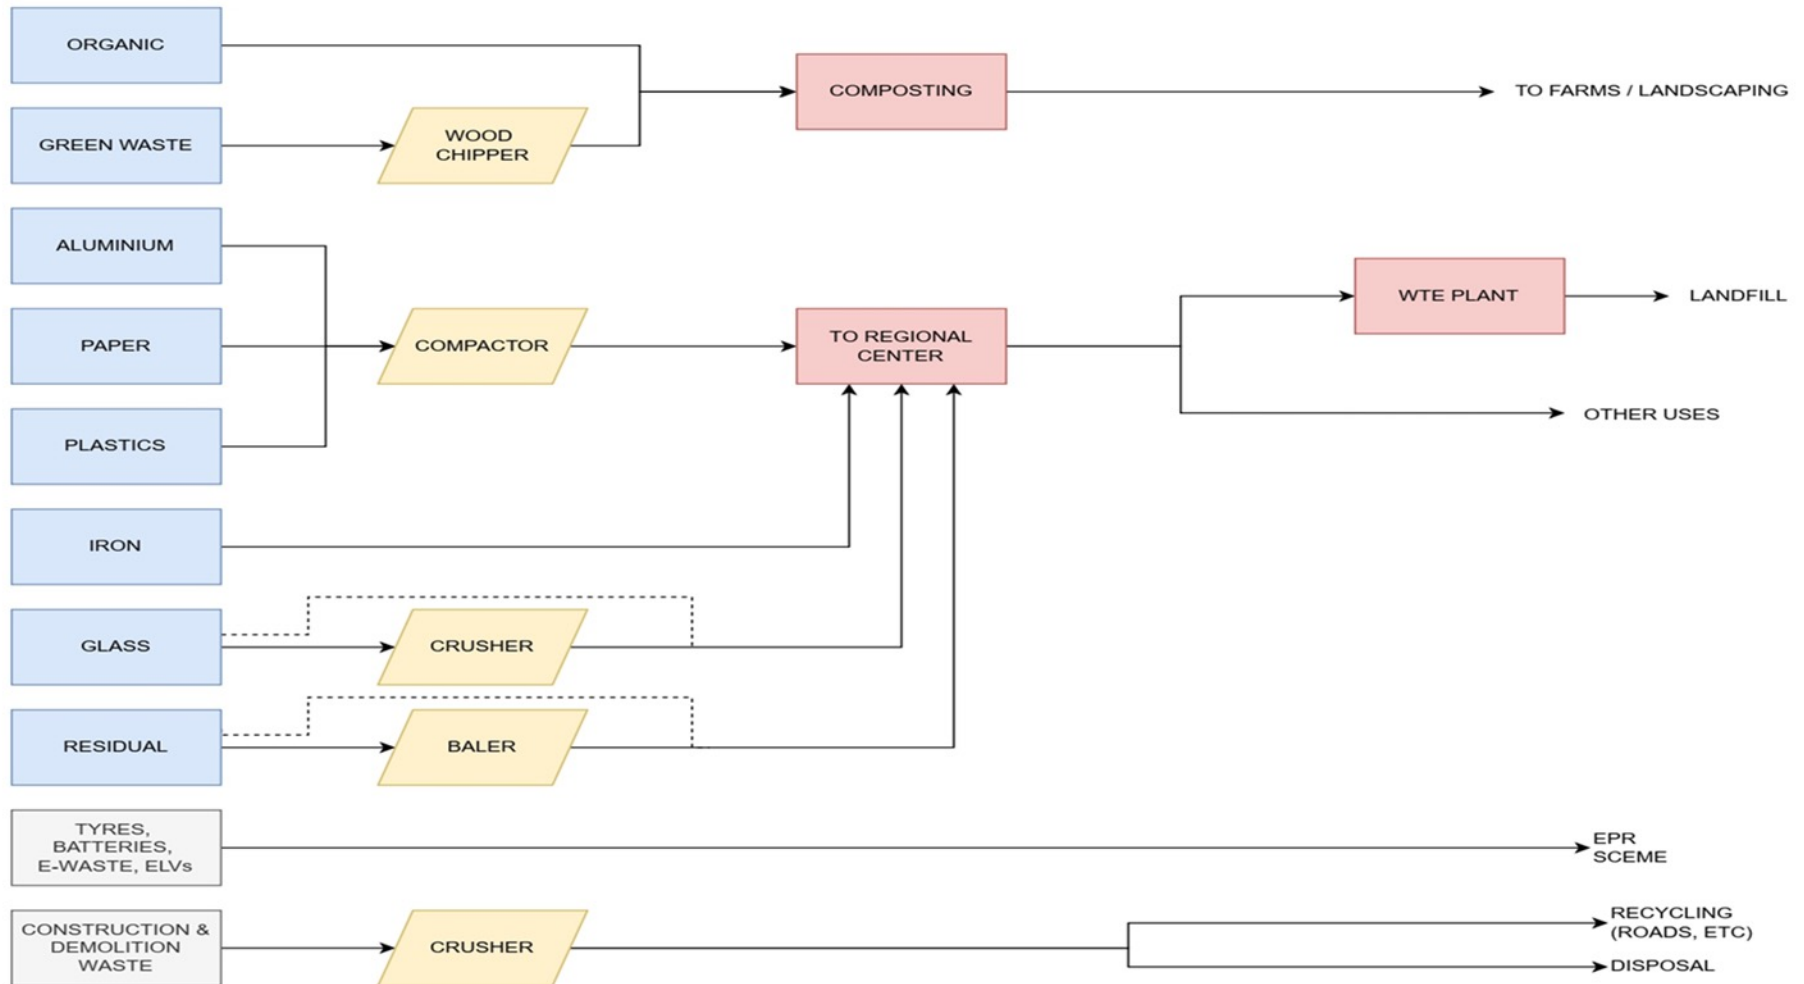 ORGANIC
COMPOSTING
TO FARMS / LANDSCAPING
GREEN WASTE
WOOD
CHIPPER
ALUMINIUM
PAPER
COMPACTOR
TO REGIONAL
CENTER
WTE PLANT
LANDFILL
OTHER USES
PLASTICS
IRON
GLASS
CRUSHER
RESIDUAL
BALER
TYRES,
BATTERIES,
E-WASTE, ELVs
EPR
SCEME
CONSTRUCTION &
DEMOLITION
WASTE
CRUSHER
RECYCLING
(ROADS, ETC)
DISPOSAL